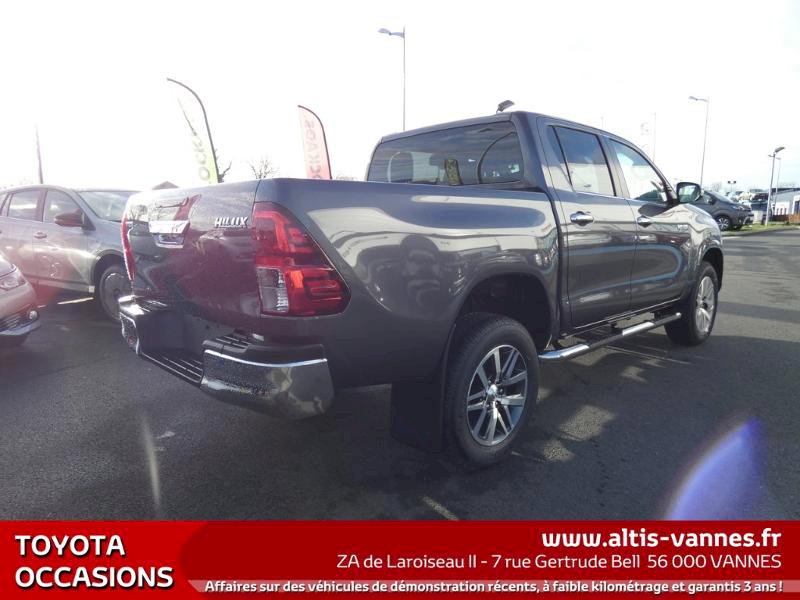 HILUX
TOYOTA
OCCASIONS
www.altis-vannes.fr
ZA de Laroiseau II - 7 rue Gertrude Bell 56 000 VANNES
Affaires sur des véhicules de démonstration récents, à faible kilométrage et garantis 3 ans !